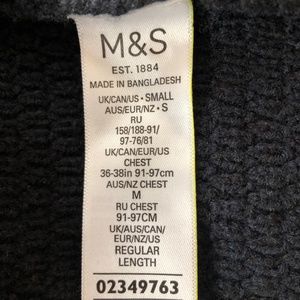 M&S
EST. 1884
MADE IN BANGLADESH
UK/CAN/US • SMALL
AUS/EUR/NZ • S
RU
158/188-91/
97-76/81
UK/CAN/EUR/US
CHEST
36-38in 91-97cm
AUS/NZ CHEST
M
RU CHEST
91-97CM
UK/AUS/CAN/
EUR/NZ/US
REGULAR
LENGTH
02349763